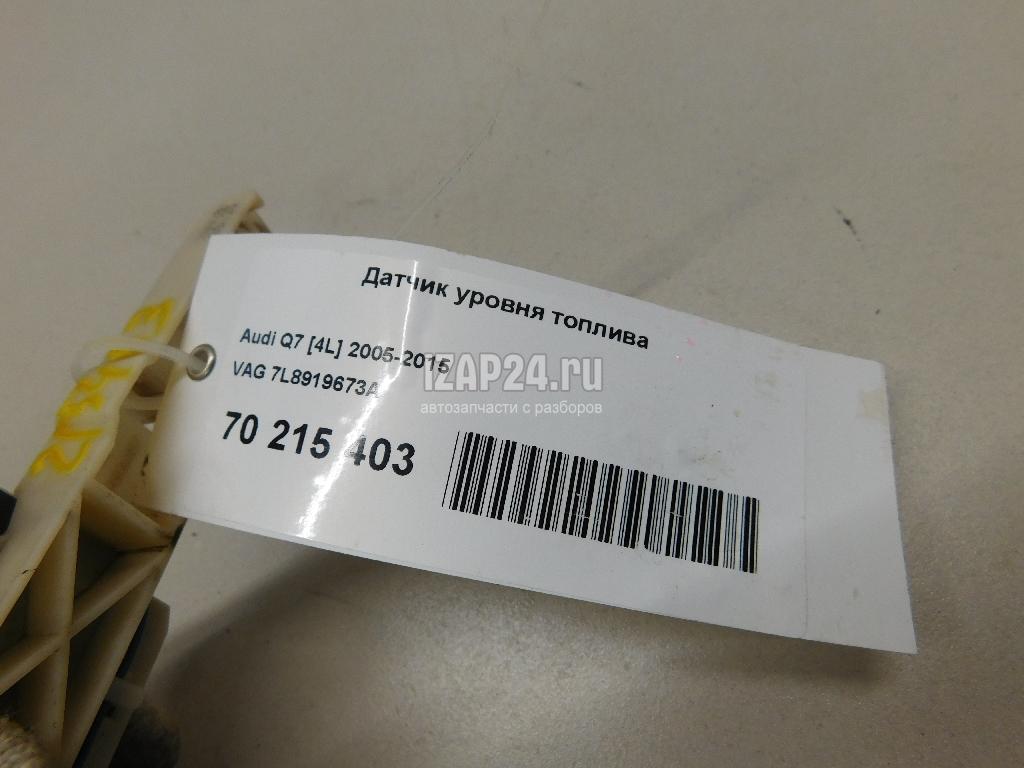 Датчик уровня топлива
Audi Q7 [4L] 2005-2015
VAG 7L8919673A
70 215 403
IZAP24.ru
автозапчасти с разборов